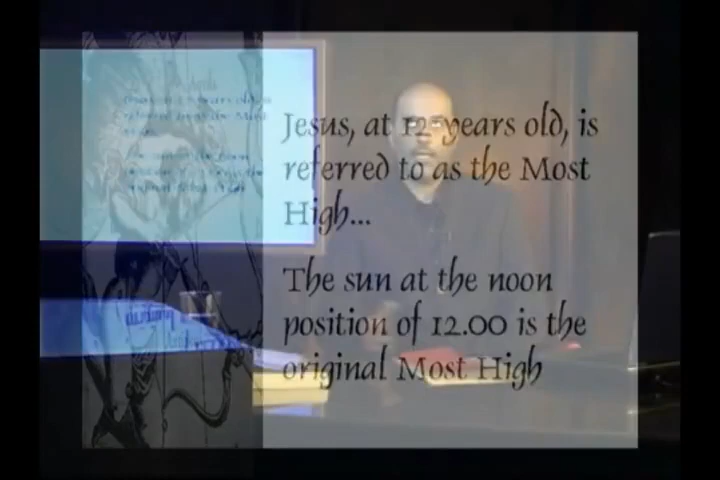 Jesus, at 12 years old, is
referred to as the Most
High...
The sun at the noon
position of 12.00 is the
original Most High